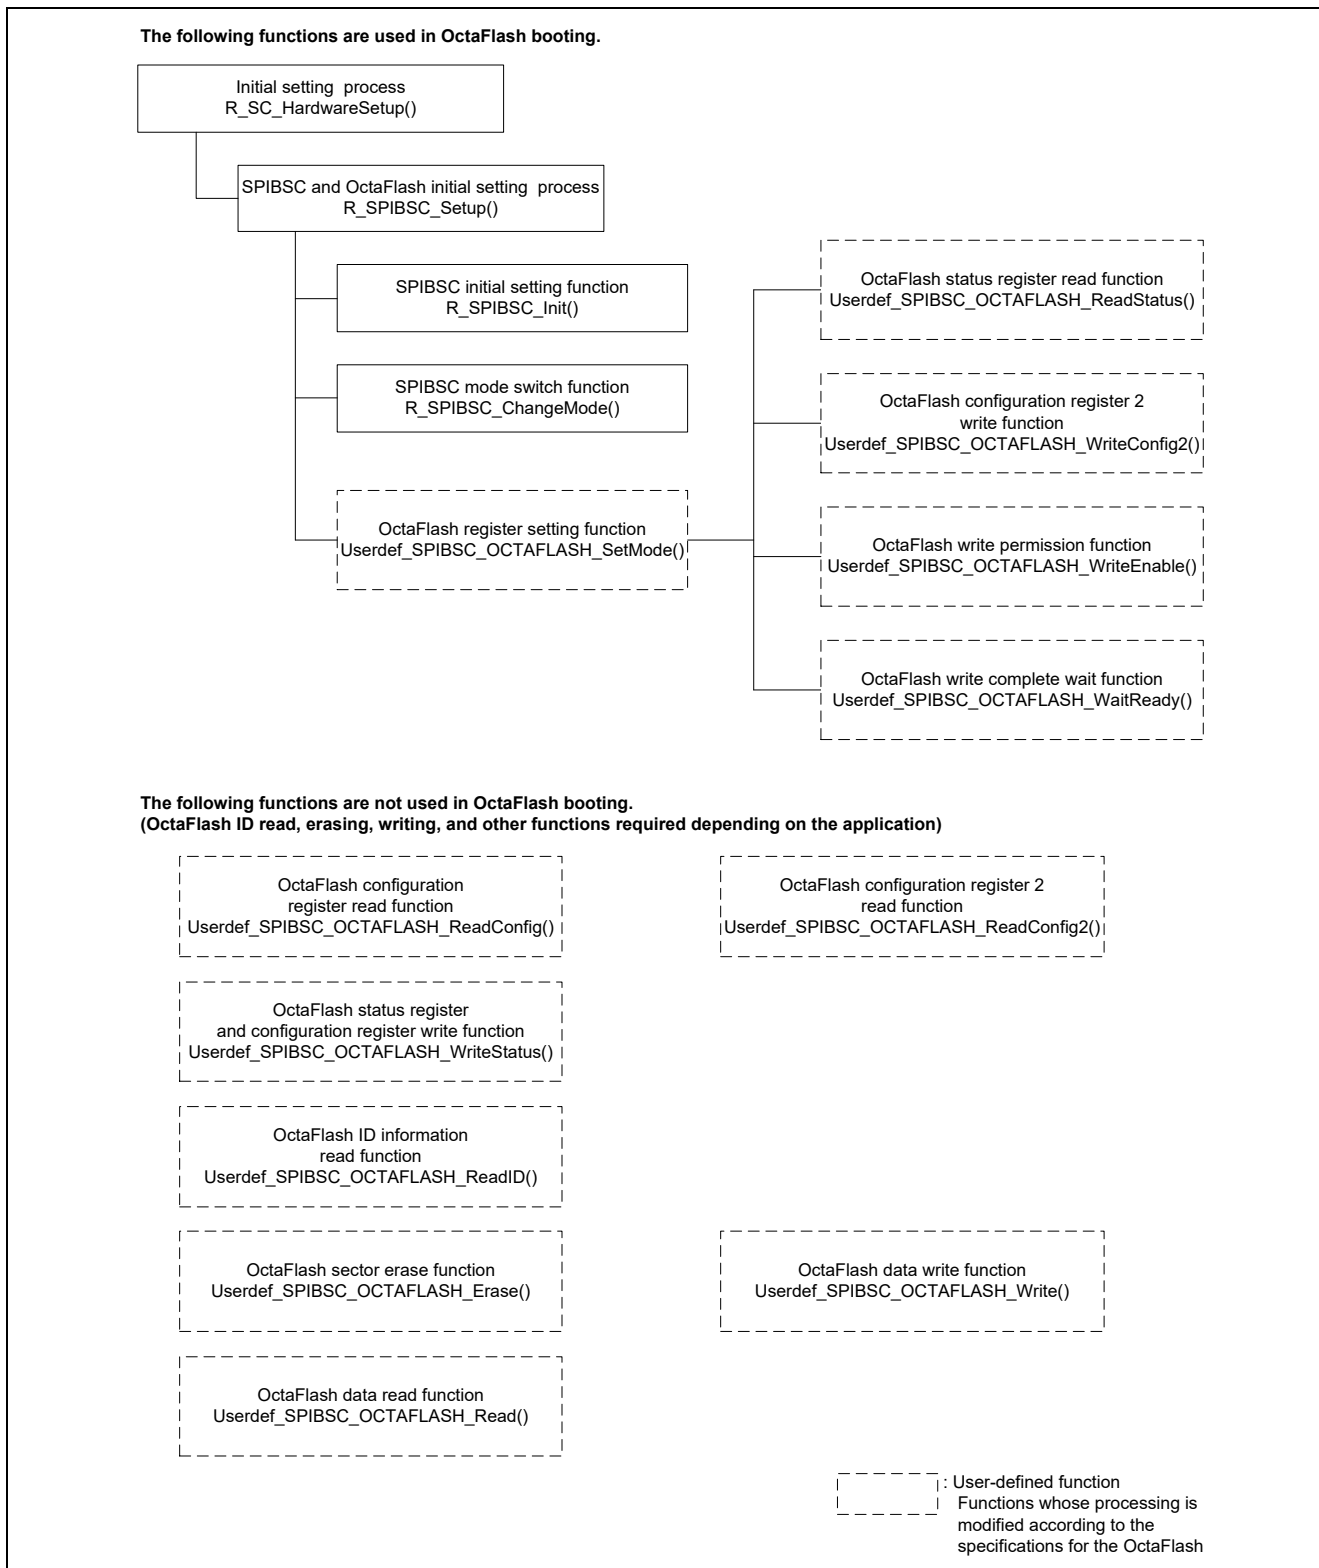 The following functions are used in OctaFlash booting.
Initial setting process
R_SC_HardwareSetup()
SPIBSC and OctaFlash initial setting process
R_SPIBSC_Setup()
SPIBSC initial setting function
R_SPIBSC_Init()
SPIBSC mode switch function
R_SPIBSC_ChangeMode()
OctaFlash register setting function
Userdef_SPIBSC_OCTAFLASH_SetMode()
OctaFlash status register read function
Userdef_SPIBSC_OCTAFLASH_ReadStatus()
OctaFlash configuration register 2
write function
Userdef_SPIBSC_OCTAFLASH_WriteConfig2()
OctaFlash write permission function
Userdef_SPIBSC_OCTAFLASH_WriteEnable()
OctaFlash write complete wait function
Userdef_SPIBSC_OCTAFLASH_WaitReady()
The following functions are not used in OctaFlash booting.
(OctaFlash ID read, erasing, writing, and other functions required depending on the application)
OctaFlash configuration
register read function
Userdef_SPIBSC_OCTAFLASH_ReadConfig()
OctaFlash configuration register 2
read function
Userdef_SPIBSC_OCTAFLASH_ReadConfig2()
OctaFlash status register
and configuration register write function
Userdef_SPIBSC_OCTAFLASH_WriteStatus()
OctaFlash ID information
read function
Userdef_SPIBSC_OCTAFLASH_ReadID()
OctaFlash sector erase function
Userdef_SPIBSC_OCTAFLASH_Erase()
OctaFlash data write function
Userdef_SPIBSC_OCTAFLASH_Write()
OctaFlash data read function
Userdef_SPIBSC_OCTAFLASH_Read()
: User-defined function
Functions whose processing is
modified according to the
specifications for the OctaFlash